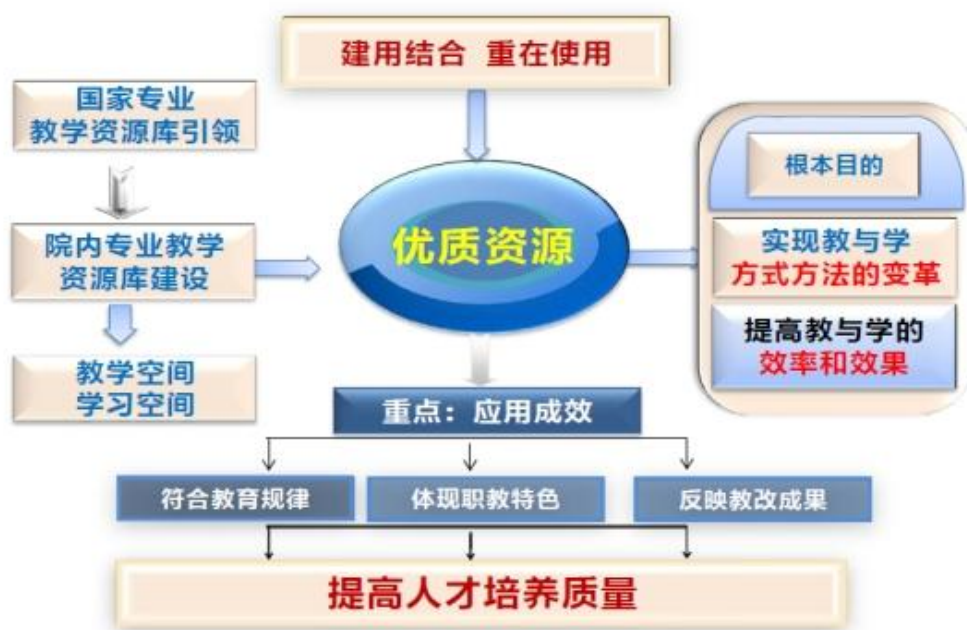 建用结合 重在使用
国家专业
教学资源库引领
院内专业教学
资源库建设
教学空间
学习空间
优质资源
根本目的
实现教与学
方式方法的变革
提高教与学的
效率和效果
重点：应用成效
符合教育规律
体现职教特色
反映教改成果
提高人才培养质量